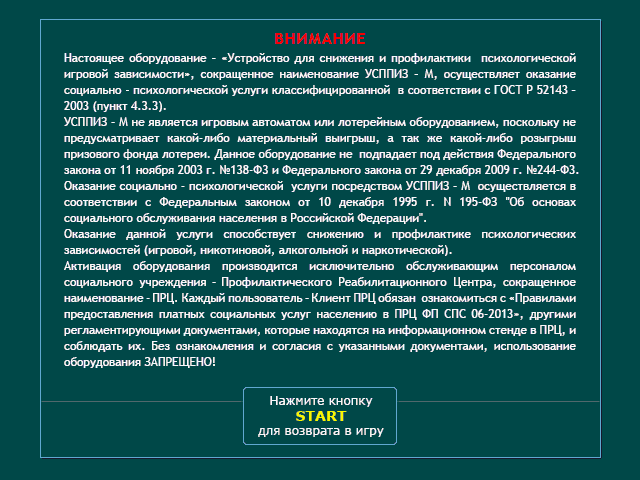 ВНИМАНИЕ
Настоящее оборудование – «Устройство для снижения и профилактики психологической
игровой зависимости», сокращенное наименование УСППИЗ – М, осуществляет оказание
социально – психологической услуги классифицированной в соответствии с ГОСТ Р 52143 –
2003 (пункт 4.3.3).
УСППИЗ – М не является игровым автоматом или лотерейным оборудованием, поскольку не
предусматривает какой-либо материальный выигрыш, а так же какой-либо розыгрыш
призового фонда лотереи. Данное оборудование не подпадает под действия Федерального
закона от 11 ноября 2003 г. №138-ФЗ и Федерального закона от 29 декабря 2009 г. №244-ФЗ.
Оказание социально – психологической услуги посредством УСППИЗ – М осуществляется в
соответствии с Федеральным законом от 10 декабря 1995 г. N 195-ФЗ "Об основах
социального обслуживания населения в Российской Федерации".
Оказание данной услуги способствует снижению и профилактике психологических
зависимостей (игровой, никотиновой, алкогольной и наркотической).
Активация оборудования производится исключительно обслуживающим персоналом
социального учреждения – Профилактического Реабилитационного Центра, сокращенное
наименование – ПРЦ. Каждый пользователь – Клиент ПРЦ обязан ознакомиться с «Правилами
предоставления платных социальных услуг населению в ПРЦ ФП СПС 06-2013», другими
регламентирующими документами, которые находятся на информационном стенде в ПРЦ, и
соблюдать их. Без ознакомления и согласия с указанными документами, использование
оборудования ЗАПРЕЩЕНО!
Нажмите кнопку
START
для возврата в игру